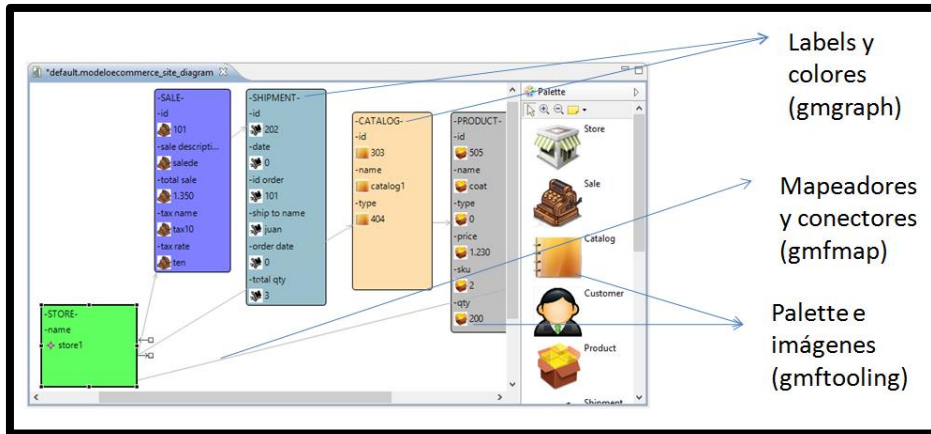 *default.modeloecommerce_site_diagram
-SALE-
-id
101
-sale descripti...
salede
-total sale
1.350
-tax name
tax10
-tax rate
ten
-SHIPMENT-
-id
202
-date
0
-id order
101
-ship to name
juan
-order date
0
-total qty
3
-CATALOG-
-id
303
-name
catalog1
-type
404
-PRODUCT-
-id
505
-name
coat
-type
0
-price
1.230
-sku
2
-qty
200
-STORE-
-name
store1
Palette
Store
Sale
Catalog
Customer
Product
Shipment
Labels y
colores
(gmgraph)
Mapeadores
y conectores
(gmfmap)
Palette e
imágenes
(gmftooling)